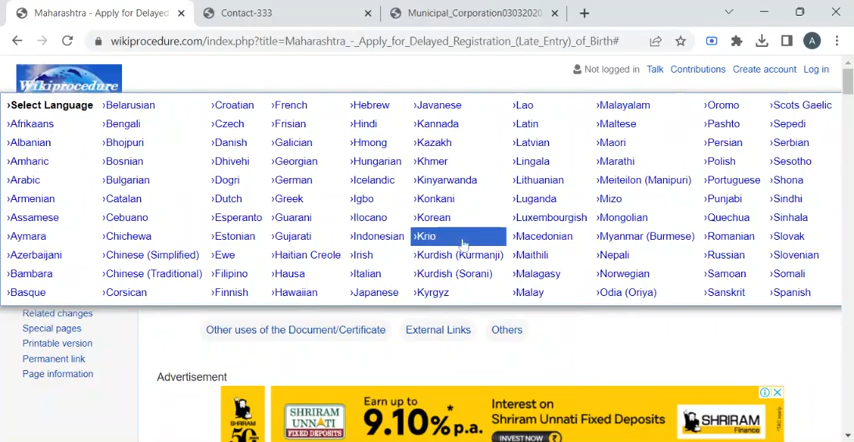 Maharashtra - Apply for Delayed
Contact-333
Municipal_Corporation03032020
wikiprocedure.com/index.php?title=Maharashtra_-_Apply_for_Delayed_Registration_(Late_Entry)_of_Birth#
A
Wikiprocedure
Not logged in Talk Contributions Create account Log in
›Select Language ›Belarusian ›Croatian ›French ›Hebrew ›Javanese ›Lao ›Malayalam ›Oromo ›Scots Gaelic
›Afrikaans ›Bengali ›Czech ›Frisian ›Hindi ›Kannada ›Latin ›Maltese ›Pashto ›Sepedi
›Albanian ›Bhojpuri ›Danish ›Galician ›Hmong ›Kazakh ›Latvian ›Maori ›Persian ›Serbian
›Amharic ›Bosnian ›Dhivehi ›Georgian ›Hungarian ›Khmer ›Lingala ›Marathi ›Polish ›Sesotho
›Arabic ›Bulgarian ›Dogri ›German ›Icelandic ›Kinyarwanda ›Lithuanian ›Meiteilon (Manipuri) ›Portuguese ›Shona
›Armenian ›Catalan ›Dutch ›Greek ›Igbo ›Konkani ›Luganda ›Mizo ›Punjabi ›Sindhi
›Assamese ›Cebuano ›Esperanto ›Guarani ›Ilocano ›Korean ›Luxembourgish ›Mongolian ›Quechua ›Sinhala
›Aymara ›Chichewa ›Estonian ›Gujarati ›Indonesian ›Krio ›Macedonian ›Myanmar (Burmese) ›Romanian ›Slovak
›Azerbaijani ›Chinese (Simplified) ›Ewe ›Haitian Creole ›Irish ›Kurdish (Kurmanji) ›Maithili ›Nepali ›Russian ›Slovenian
›Bambara ›Chinese (Traditional) ›Filipino ›Hausa ›Italian ›Kurdish (Sorani) ›Malagasy ›Norwegian ›Samoan ›Somali
›Basque ›Corsican ›Finnish ›Hawaiian ›Japanese ›Kyrgyz ›Malay ›Odia (Oriya) ›Sanskrit ›Spanish
Related changes
Special pages
Printable version
Permanent link
Page information
Other uses of the Document/Certificate External Links Others
Advertisement
SHRIRAM
50
SHRIRAM
UNNATI
FIXED DEPOSITS
Earn up to
9.10%* p.a.
Interest on
Shriram Unnati Fixed Deposits
INVEST NOW
SHRIRAM
Finance